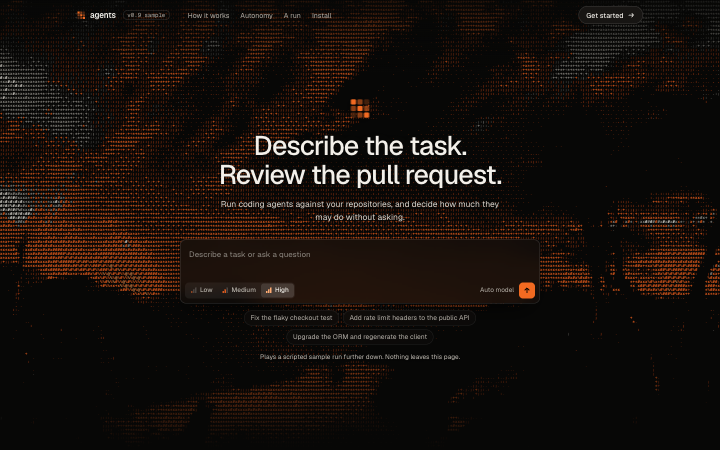 agents v0.9 sample How it works Autonomy A run Install Get started →
Describe the task.
Review the pull request.
Run coding agents against your repositories, and decide how much they
may do without asking.
Describe a task or ask a question
Low Medium High Auto model
Fix the flaky checkout test Add rate limit headers to the public API
Upgrade the ORM and regenerate the client
Plays a scripted sample run further down. Nothing leaves this page.